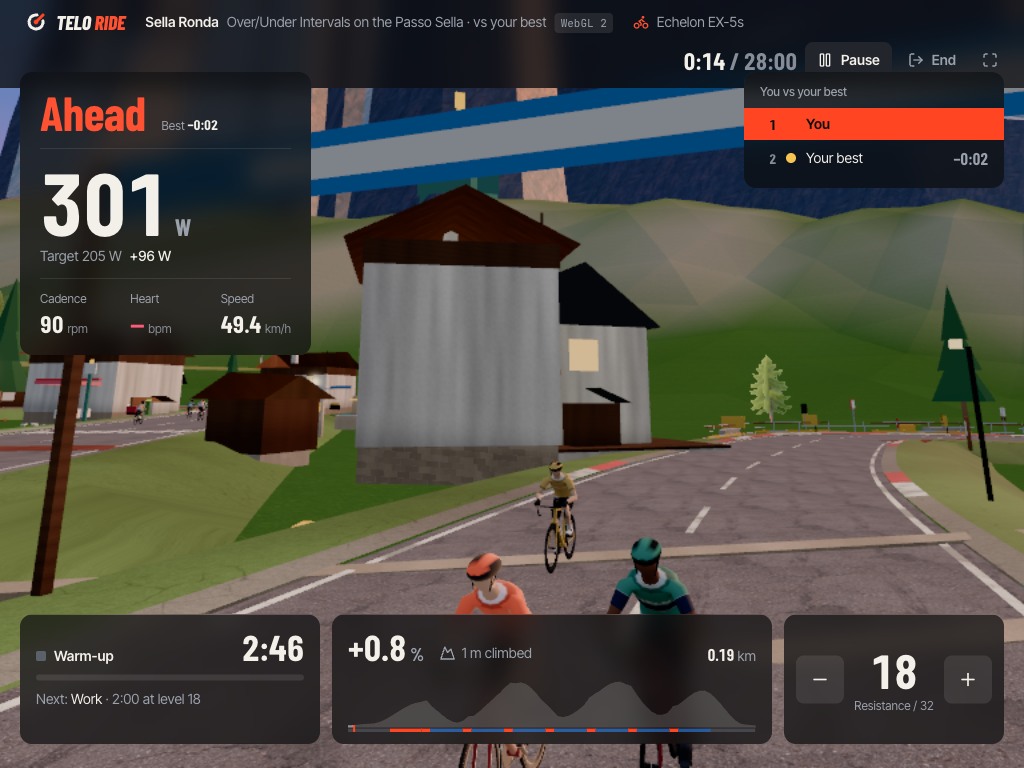 TELO RIDE Sella Ronda Over/Under Intervals on the Passo Sella · vs your best WebGL 2 Echelon EX-5s
0:14 / 28:00 Pause End
Ahead Best −0:02
301 W
Target 205 W +96 W
Cadence Heart Speed
90 rpm – bpm 49.4 km/h
You vs your best
1 You
2 Your best −0:02
Warm-up 2:46
Next: Work · 2:00 at level 18
+0.8 % 1 m climbed 0.19 km
− 18 +
Resistance / 32